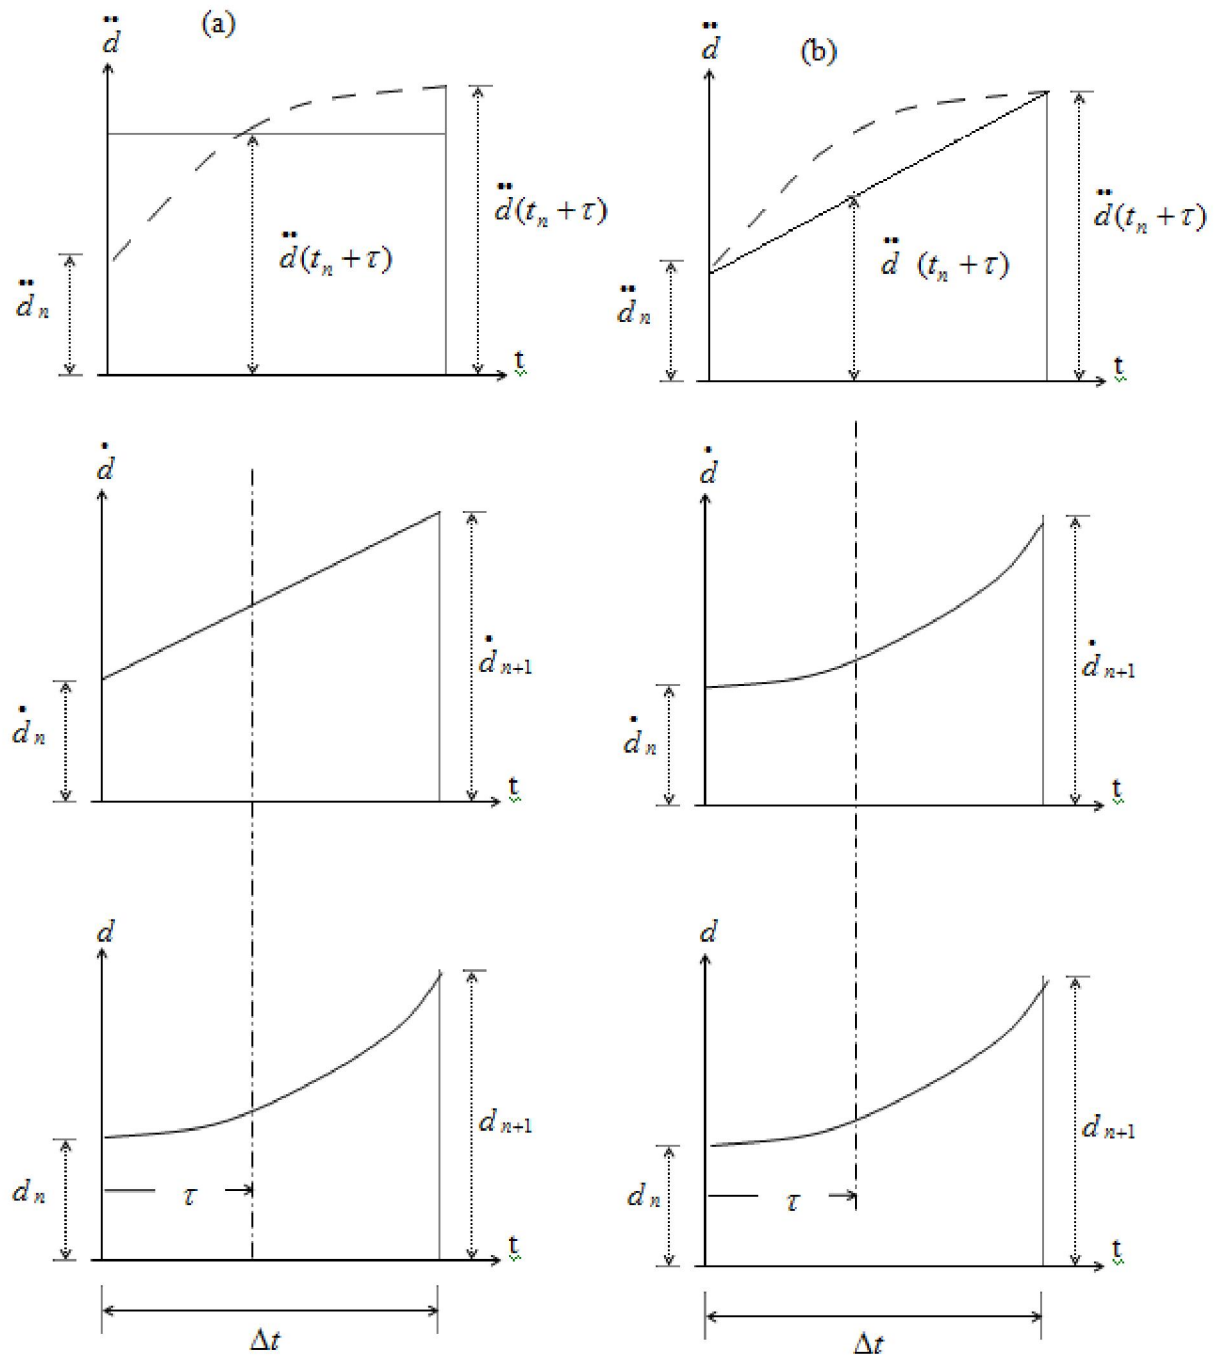 (a)
d̈
d̈(tₙ + τ)
d̈(tₙ + τ)
d̈ₙ
t
(b)
d̈
d̈(tₙ + τ)
d̈ (tₙ + τ)
d̈ₙ
t
ḋ
ḋₙ₊₁
ḋₙ
t
ḋ
ḋₙ₊₁
ḋₙ
t
d
dₙ₊₁
dₙ
τ
t
Δt
d
dₙ₊₁
dₙ
τ
t
Δt